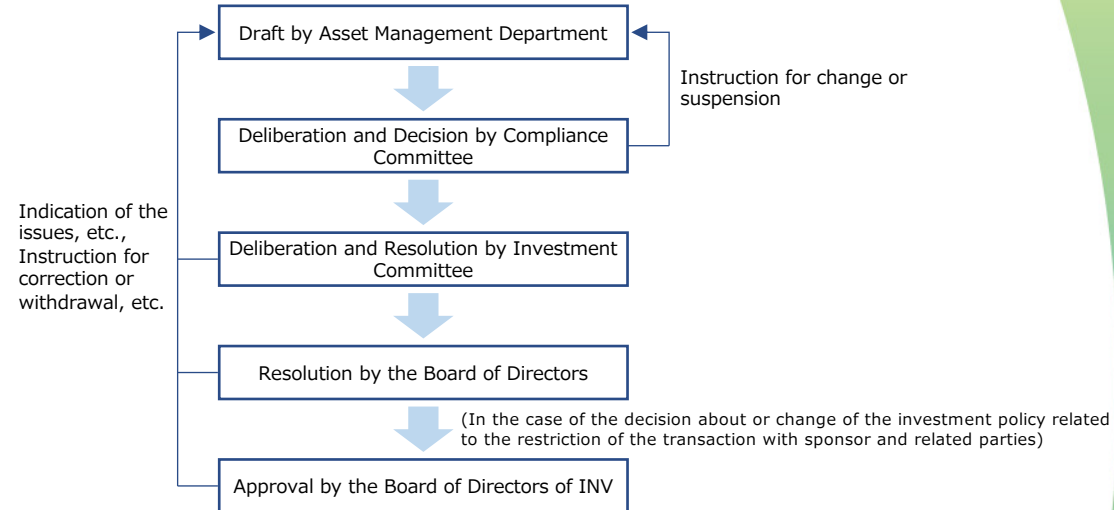 Draft by Asset Management Department
Instruction for change or
suspension
Deliberation and Decision by Compliance
Committee
Indication of the
issues, etc.,
Instruction for
correction or
withdrawal, etc.
Deliberation and Resolution by Investment
Committee
Resolution by the Board of Directors
(In the case of the decision about or change of the investment policy related
to the restriction of the transaction with sponsor and related parties)
Approval by the Board of Directors of INV